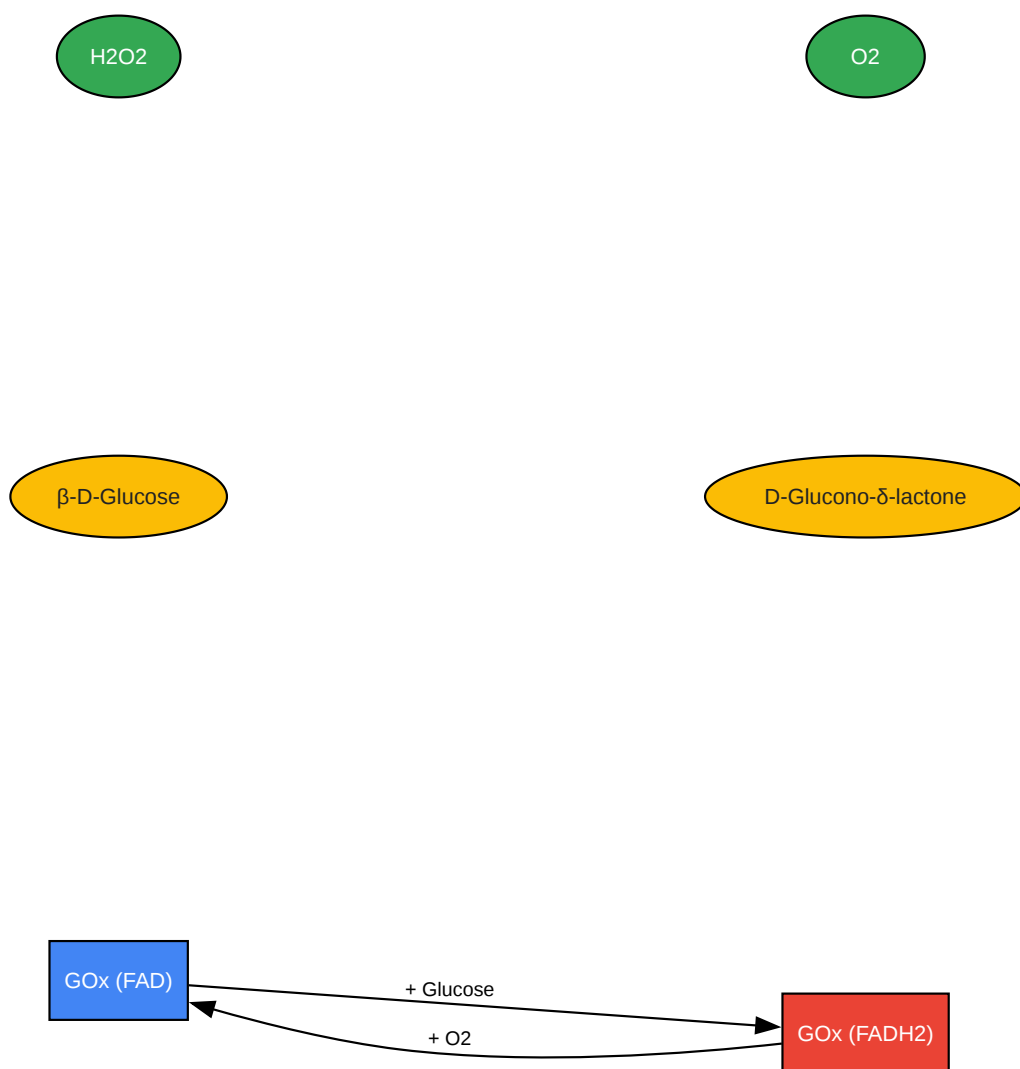 H2O2
O2
β-D-Glucose
D-Glucono-δ-lactone
GOx (FAD)
+ Glucose
GOx (FADH2)
+ O2